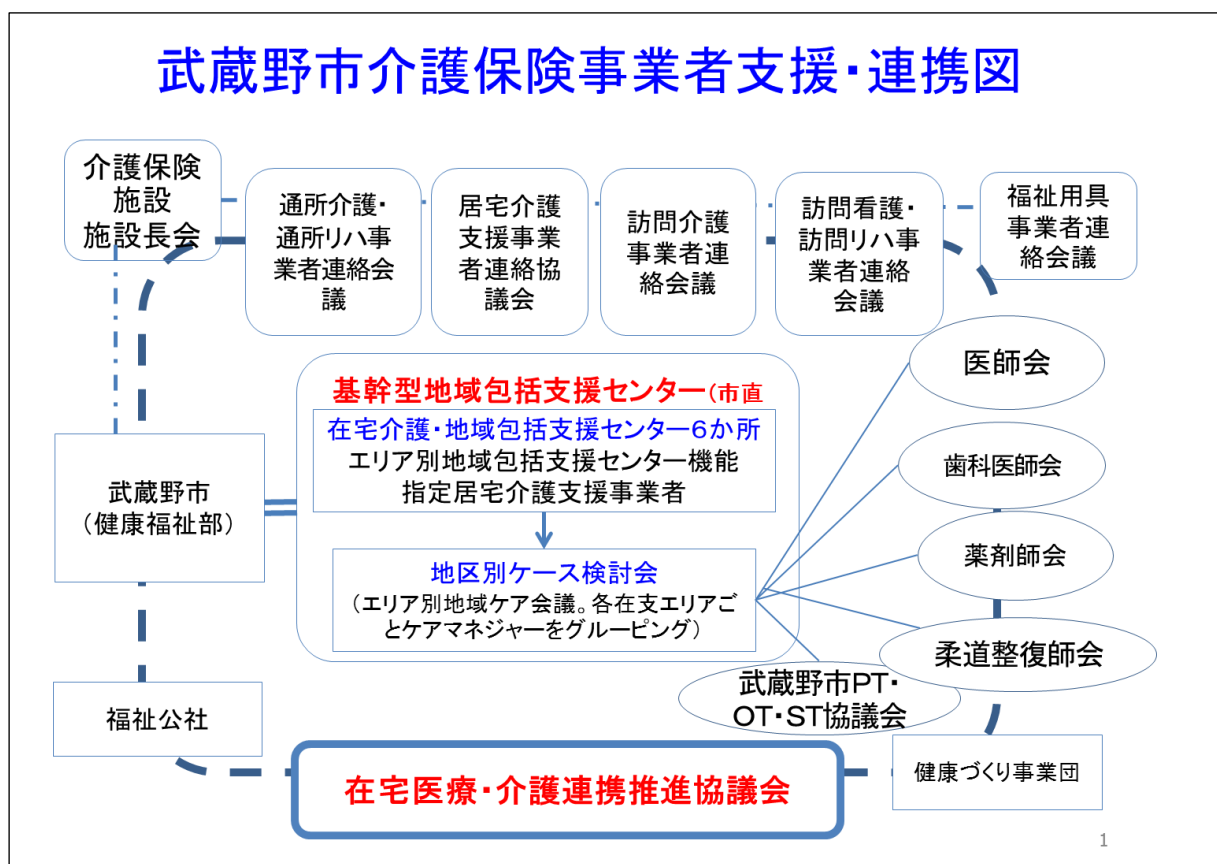 武蔵野市介護保険事業者支援・連携図
介護保険
施設
施設長会
通所介護・
通所リハ事
業者連絡会
議
居宅介護
支援事業
者連絡協
議会
訪問介護
事業者連
絡会議
訪問看護・
訪問リハ事
業者連絡
会議
福祉用具
事業者連
絡会議
医師会
基幹型地域包括支援センター(市直
在宅介護・地域包括支援センター6か所
エリア別地域包括支援センター機能
指定居宅介護支援事業者
歯科医師会
武蔵野市
(健康福祉部)
薬剤師会
地区別ケース検討会
(エリア別地域ケア会議。各在支エリアご
とケアマネジャーをグルーピング)
柔道整復師会
武蔵野市PT・
OT・ST協議会
福祉公社
在宅医療・介護連携推進協議会
健康づくり事業団
1